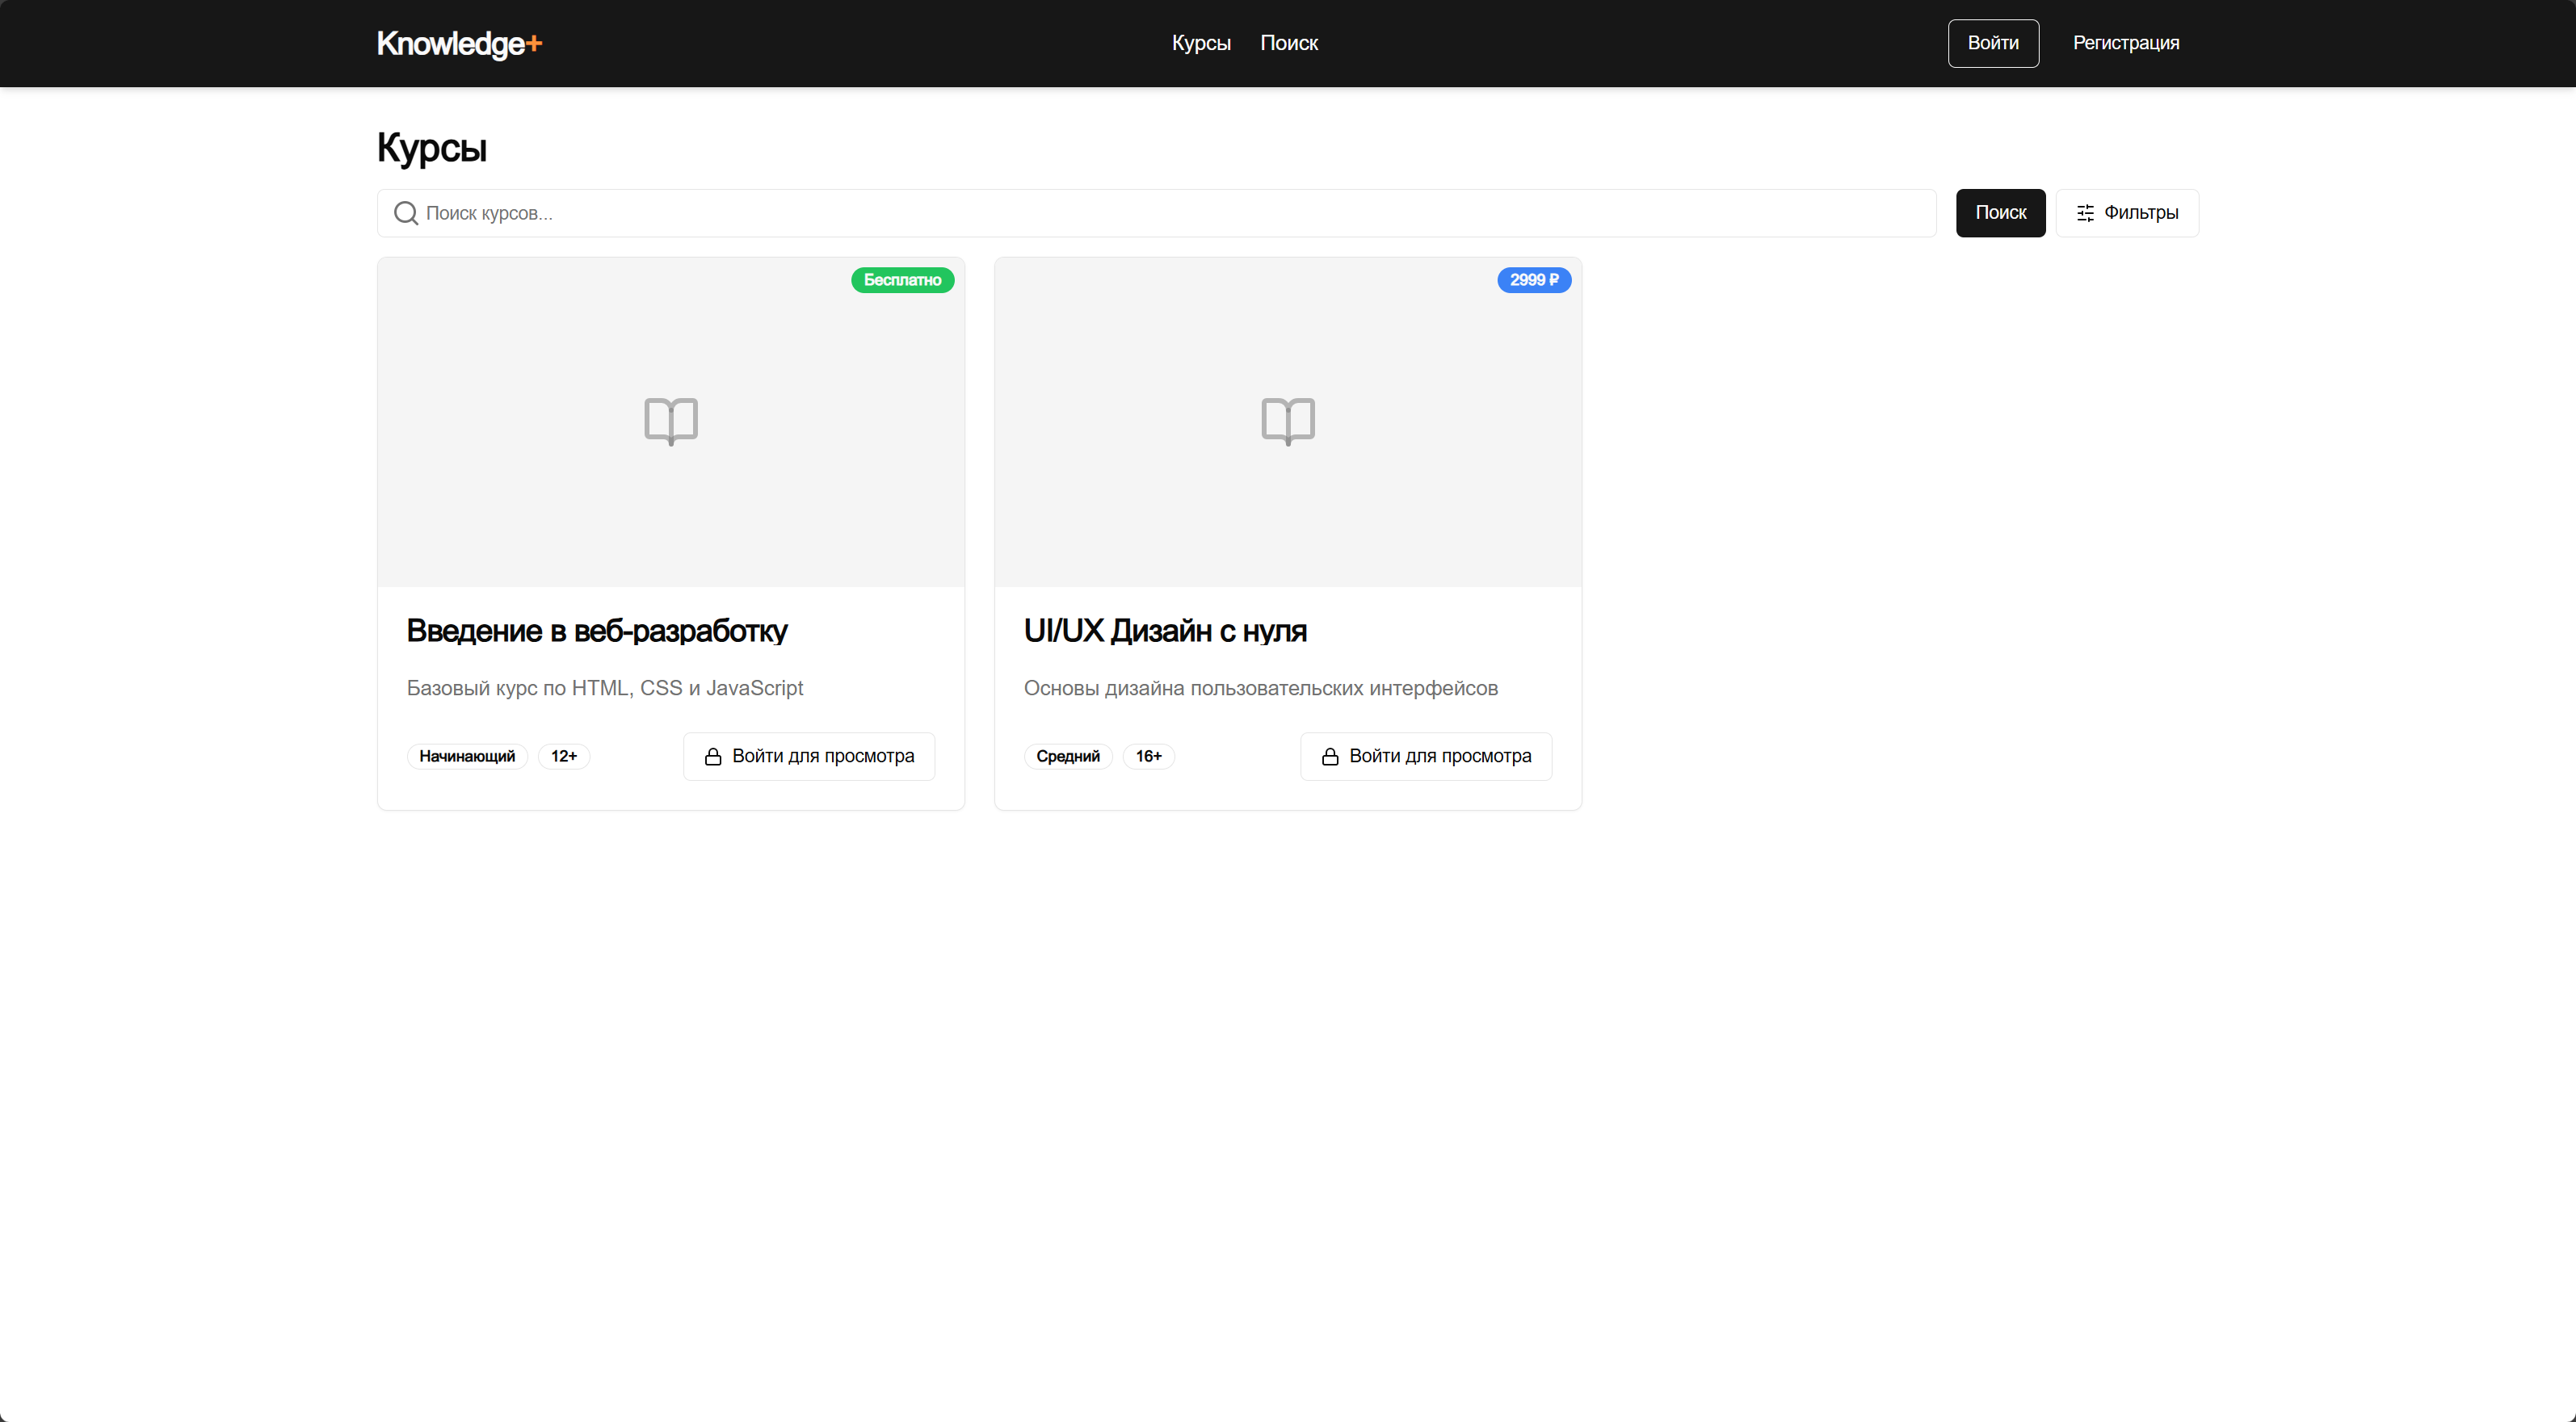 Knowledge+
Курсы Поиск
Войти Регистрация
Курсы
Поиск курсов...
Поиск
Фильтры
Бесплатно
Введение в веб-разработку
Базовый курс по HTML, CSS и JavaScript
Начинающий 12+ Войти для просмотра
2999 ₽
UI/UX Дизайн с нуля
Основы дизайна пользовательских интерфейсов
Средний 16+ Войти для просмотра